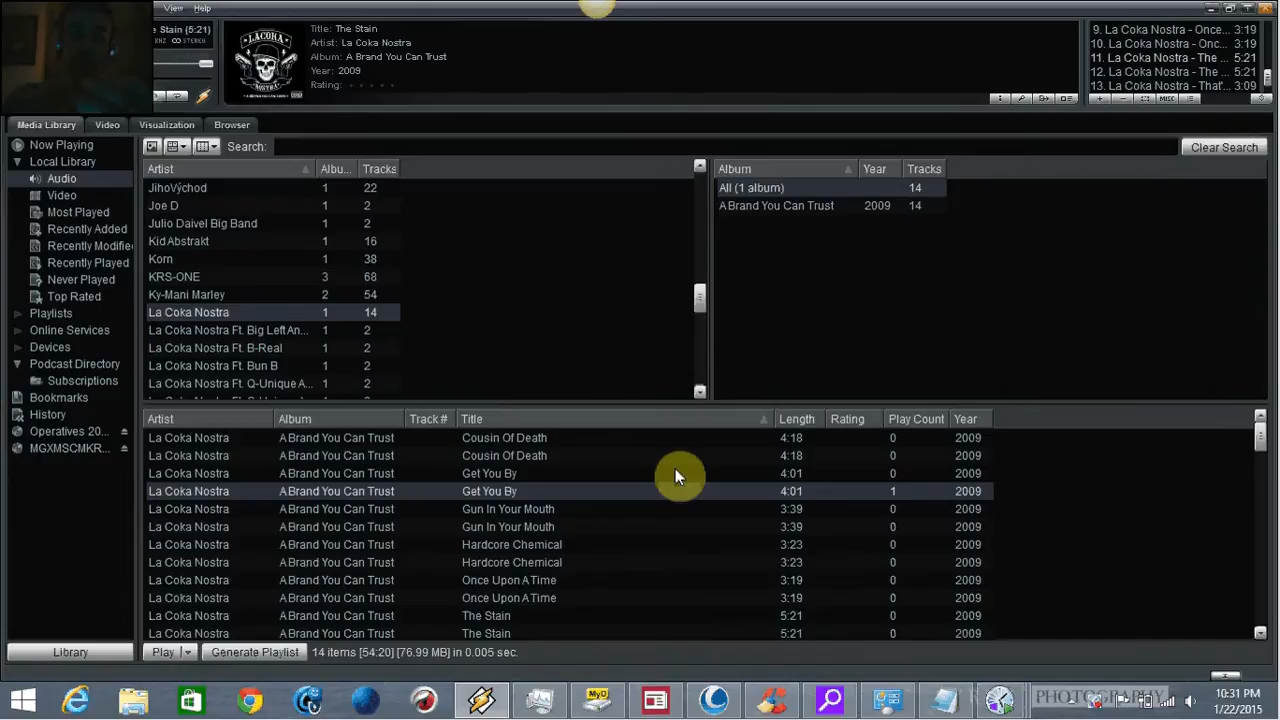 View Help
e Stain (5:21)
KHZ STEREO
LACOKA
NOSTRA
Title: The Stain
Artist: La Coka Nostra
Album: A Brand You Can Trust
Year: 2009
Rating:
9. La Coka Nostra - Once... 3:19
10. La Coka Nostra - Onc... 3:19
11. La Coka Nostra - The ... 5:21
12. La Coka Nostra - The ... 5:21
13. La Coka Nostra - That'... 3:09
MISC
Media Library Video Visualization Browser
Now Playing
Local Library
Audio
Video
Most Played
Recently Added
Recently Modifie
Recently Played
Never Played
Top Rated
Playlists
Online Services
Devices
Podcast Directory
Subscriptions
Bookmarks
History
Operatives 20...
MGXMSCMKR...
Library
Search: Clear Search
Artist Albu... Tracks
JihoVýchod 1 22
Joe D 1 2
Julio Daivel Big Band 1 2
Kid Abstrakt 1 16
Korn 1 38
KRS-ONE 3 68
Ky-Mani Marley 2 54
La Coka Nostra 1 14
La Coka Nostra Ft. Big Left An... 1 2
La Coka Nostra Ft. B-Real 1 2
La Coka Nostra Ft. Bun B 1 2
La Coka Nostra Ft. Q-Unique A... 1 2
Album Year Tracks
All (1 album) 14
A Brand You Can Trust 2009 14
Artist Album Track # Title Length Rating Play Count Year
La Coka Nostra A Brand You Can Trust Cousin Of Death 4:18 0 2009
La Coka Nostra A Brand You Can Trust Cousin Of Death 4:18 0 2009
La Coka Nostra A Brand You Can Trust Get You By 4:01 0 2009
La Coka Nostra A Brand You Can Trust Get You By 4:01 1 2009
La Coka Nostra A Brand You Can Trust Gun In Your Mouth 3:39 0 2009
La Coka Nostra A Brand You Can Trust Gun In Your Mouth 3:39 0 2009
La Coka Nostra A Brand You Can Trust Hardcore Chemical 3:23 0 2009
La Coka Nostra A Brand You Can Trust Hardcore Chemical 3:23 0 2009
La Coka Nostra A Brand You Can Trust Once Upon A Time 3:19 0 2009
La Coka Nostra A Brand You Can Trust Once Upon A Time 3:19 0 2009
La Coka Nostra A Brand You Can Trust The Stain 5:21 0 2009
La Coka Nostra A Brand You Can Trust The Stain 5:21 0 2009
Play Generate Playlist 14 items [54:20] [76.99 MB] in 0.005 sec.
MyD
PHOTOGRAPHY
10:31 PM
1/22/2015